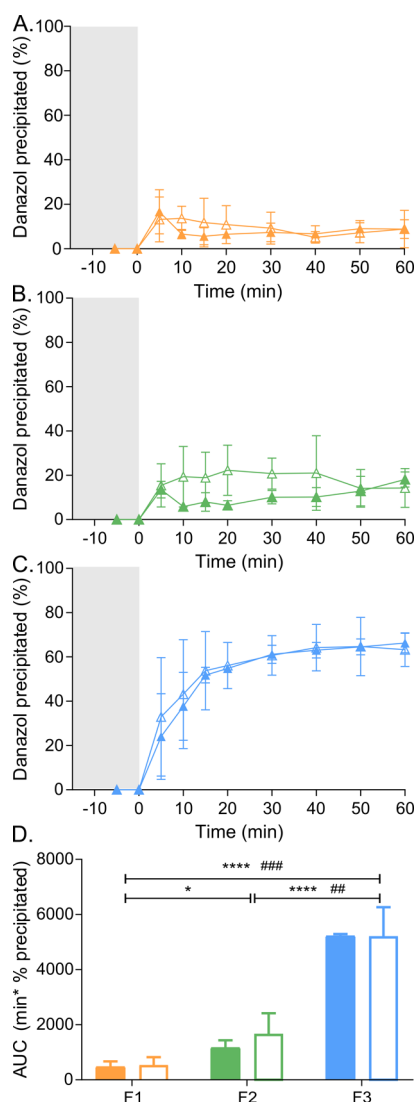 A.
Danazol precipitated (%)
100
80
60
40
20
0
-10 0 10 20 30 40 50 60
Time (min)
B.
Danazol precipitated (%)
100
80
60
40
20
0
-10 0 10 20 30 40 50 60
Time (min)
C.
Danazol precipitated (%)
100
80
60
40
20
0
-10 0 10 20 30 40 50 60
Time (min)
D.
AUC (min* % precipitated)
8000
6000
4000
2000
0
**** ###
* **** ##
F1 F2 F3